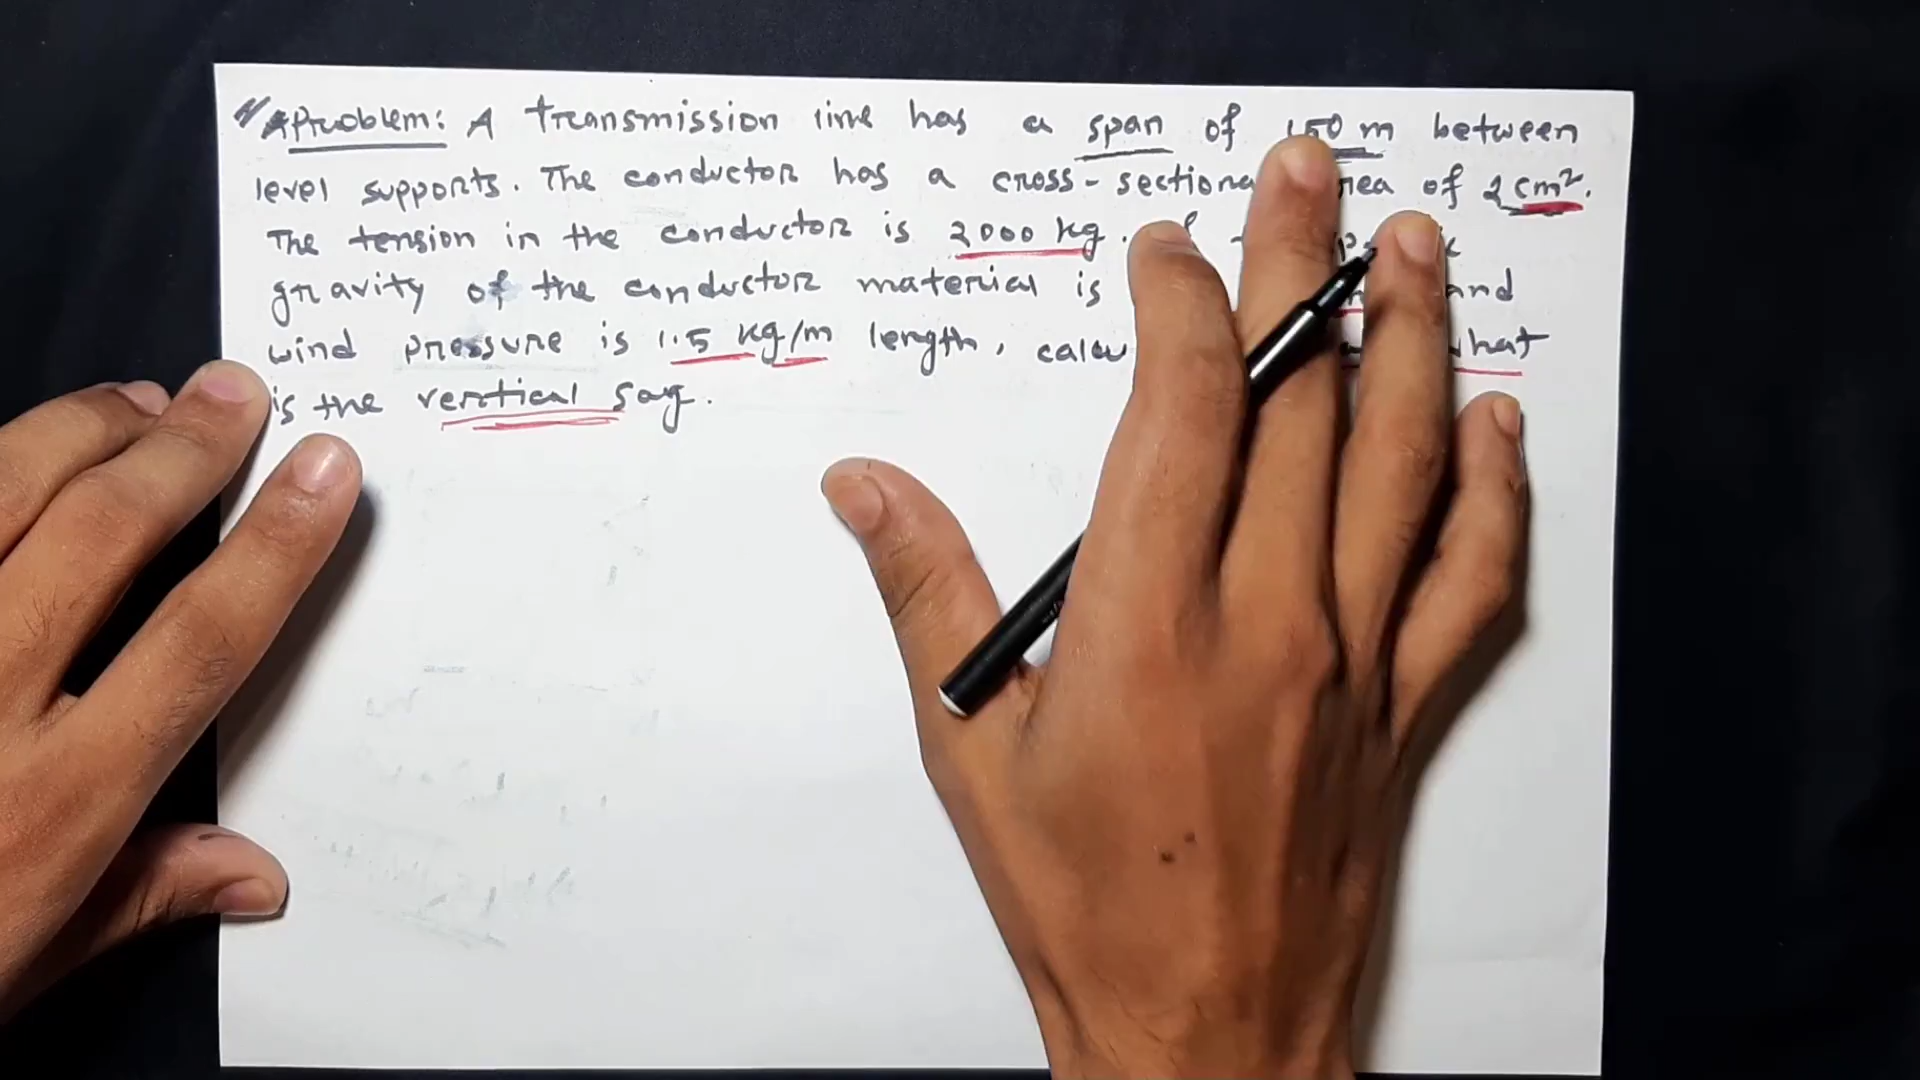 Problem: A transmission line has a span of 150 m between
level supports. The conductor has a cross-sectional area of 2 cm².
The tension in the conductor is 2000 kg.
gravity of the conductor material is and
wind pressure is 1.5 kg/m length, what
is the vertical sag.